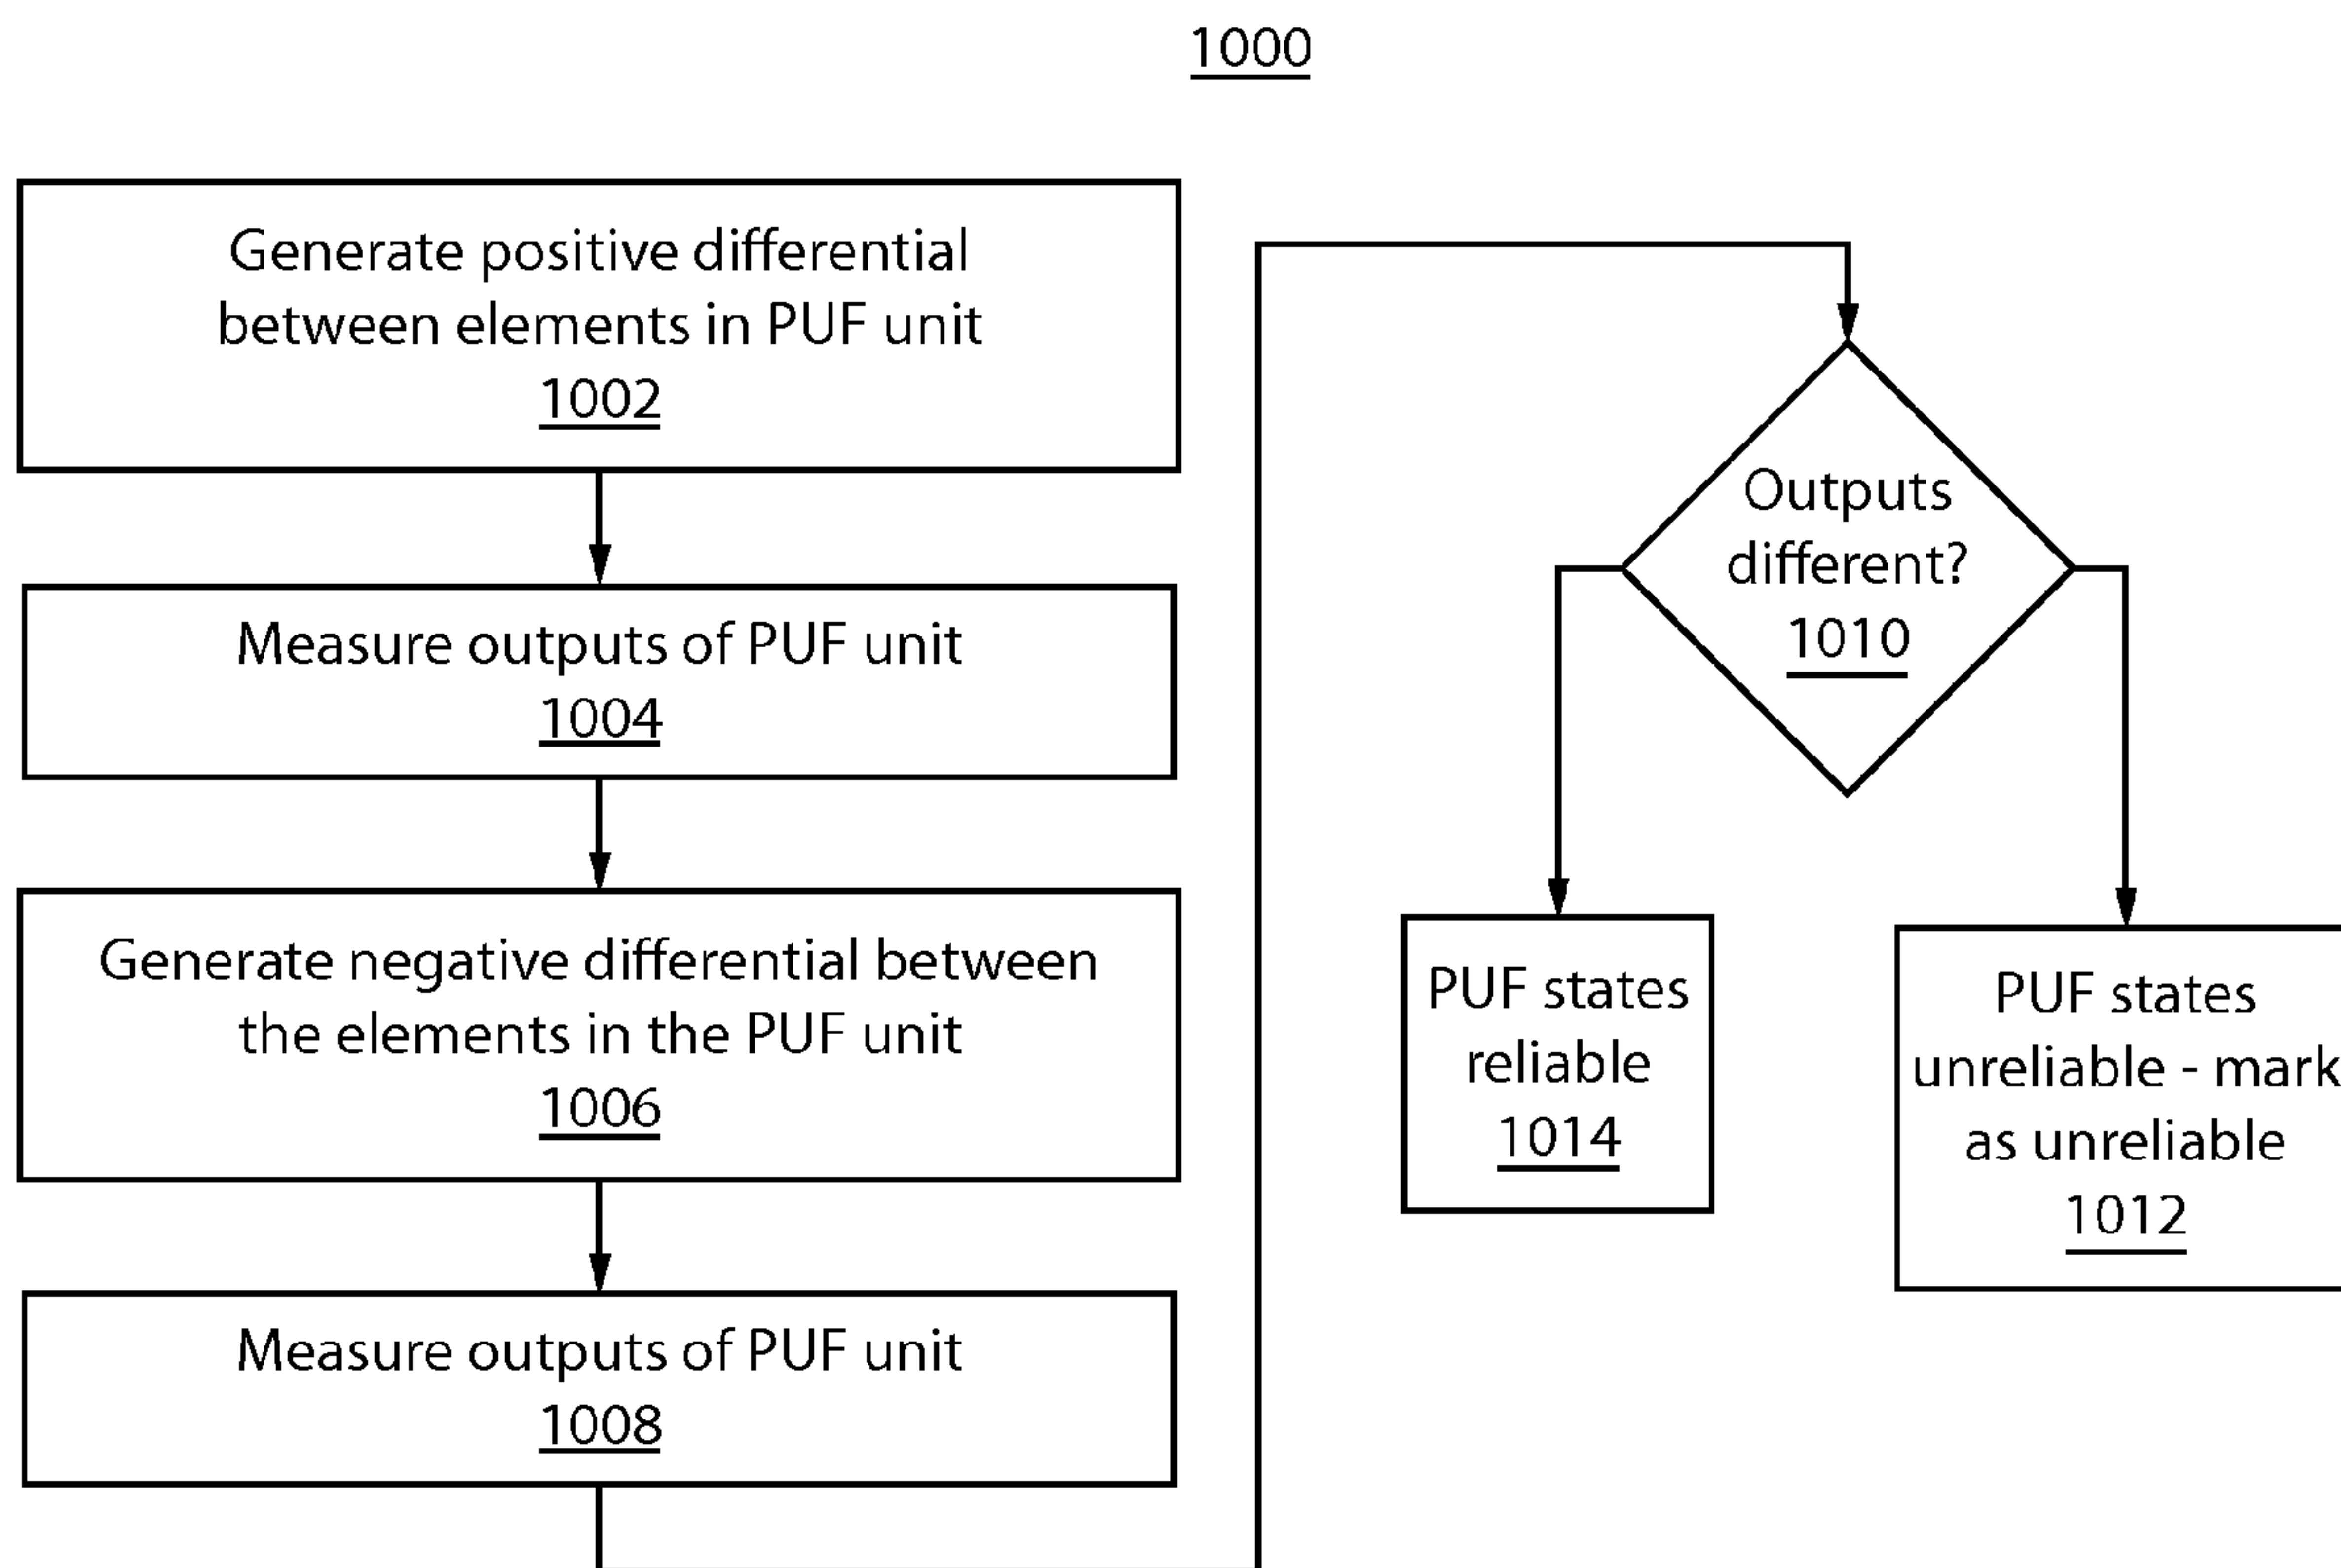 1000
Generate positive differential
between elements in PUF unit
1002
Measure outputs of PUF unit
1004
Generate negative differential between
the elements in the PUF unit
1006
Measure outputs of PUF unit
1008
Outputs
different?
1010
PUF states
reliable
1014
PUF states
unreliable - mark
as unreliable
1012